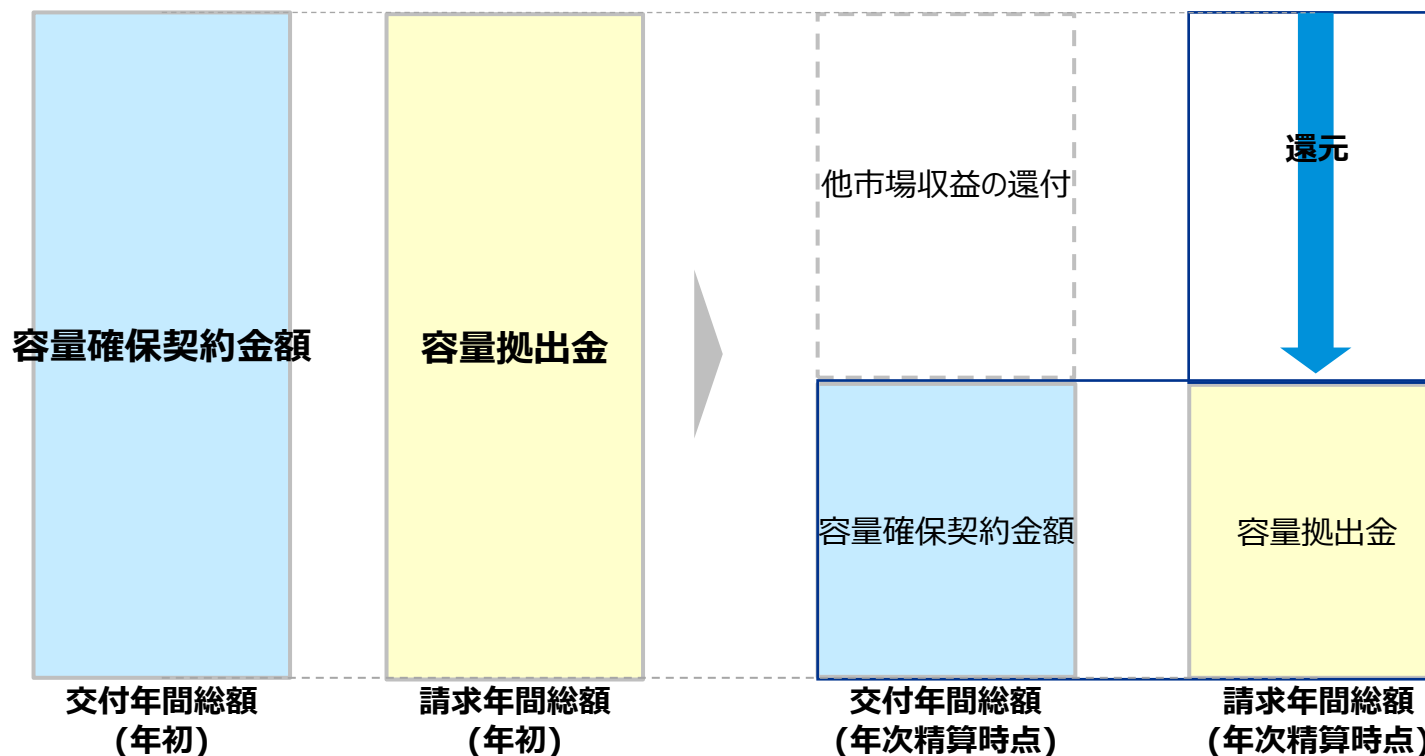 還元
他市場収益の還付
容量確保契約金額
容量拠出金
容量確保契約金額
容量拠出金
交付年間総額
(年初)
請求年間総額
(年初)
交付年間総額
(年次精算時点)
請求年間総額
(年次精算時点)